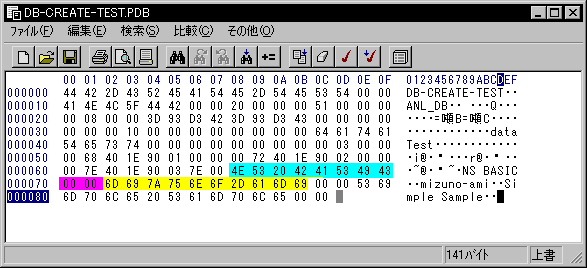 DB-CREATE-TEST.PDB
ファイル(F) 編集(E) 検索(S) 比較(C) その他(O)
00 01 02 03 04 05 06 07 08 09 0A 0B 0C 0D 0E 0F 0123456789ABCDEF
000000 44 42 2D 43 52 45 41 54 45 2D 54 45 53 54 00 00 DB-CREATE-TEST··
000010 41 4E 4C 5F 44 42 00 00 20 00 00 00 51 00 00 00 ANL_DB·· ···Q···
000020 00 08 00 00 3D 93 D3 42 3D 93 D3 43 00 00 00 00 ····=嶋B=嶋C····
000030 00 00 00 10 00 00 00 00 00 00 00 00 64 61 74 61 ············data
000040 54 65 73 74 00 00 00 00 00 00 00 00 00 03 00 00 Test············
000050 00 68 40 1E 90 01 00 00 00 72 40 1E 90 02 00 00
000060 00 7E 40 1E 90 03 00 00 4E 53 20 42 41 53 49 43
000070 00 00 6D 69 7A 75 6E 6F 2D 61 6D 69 00 00 53 69 ··mizuno-ami··Si
000080 6D 70 6C 65 20 53 61 6D 70 6C 65 00 00 mple Sample··
141バイト 上書